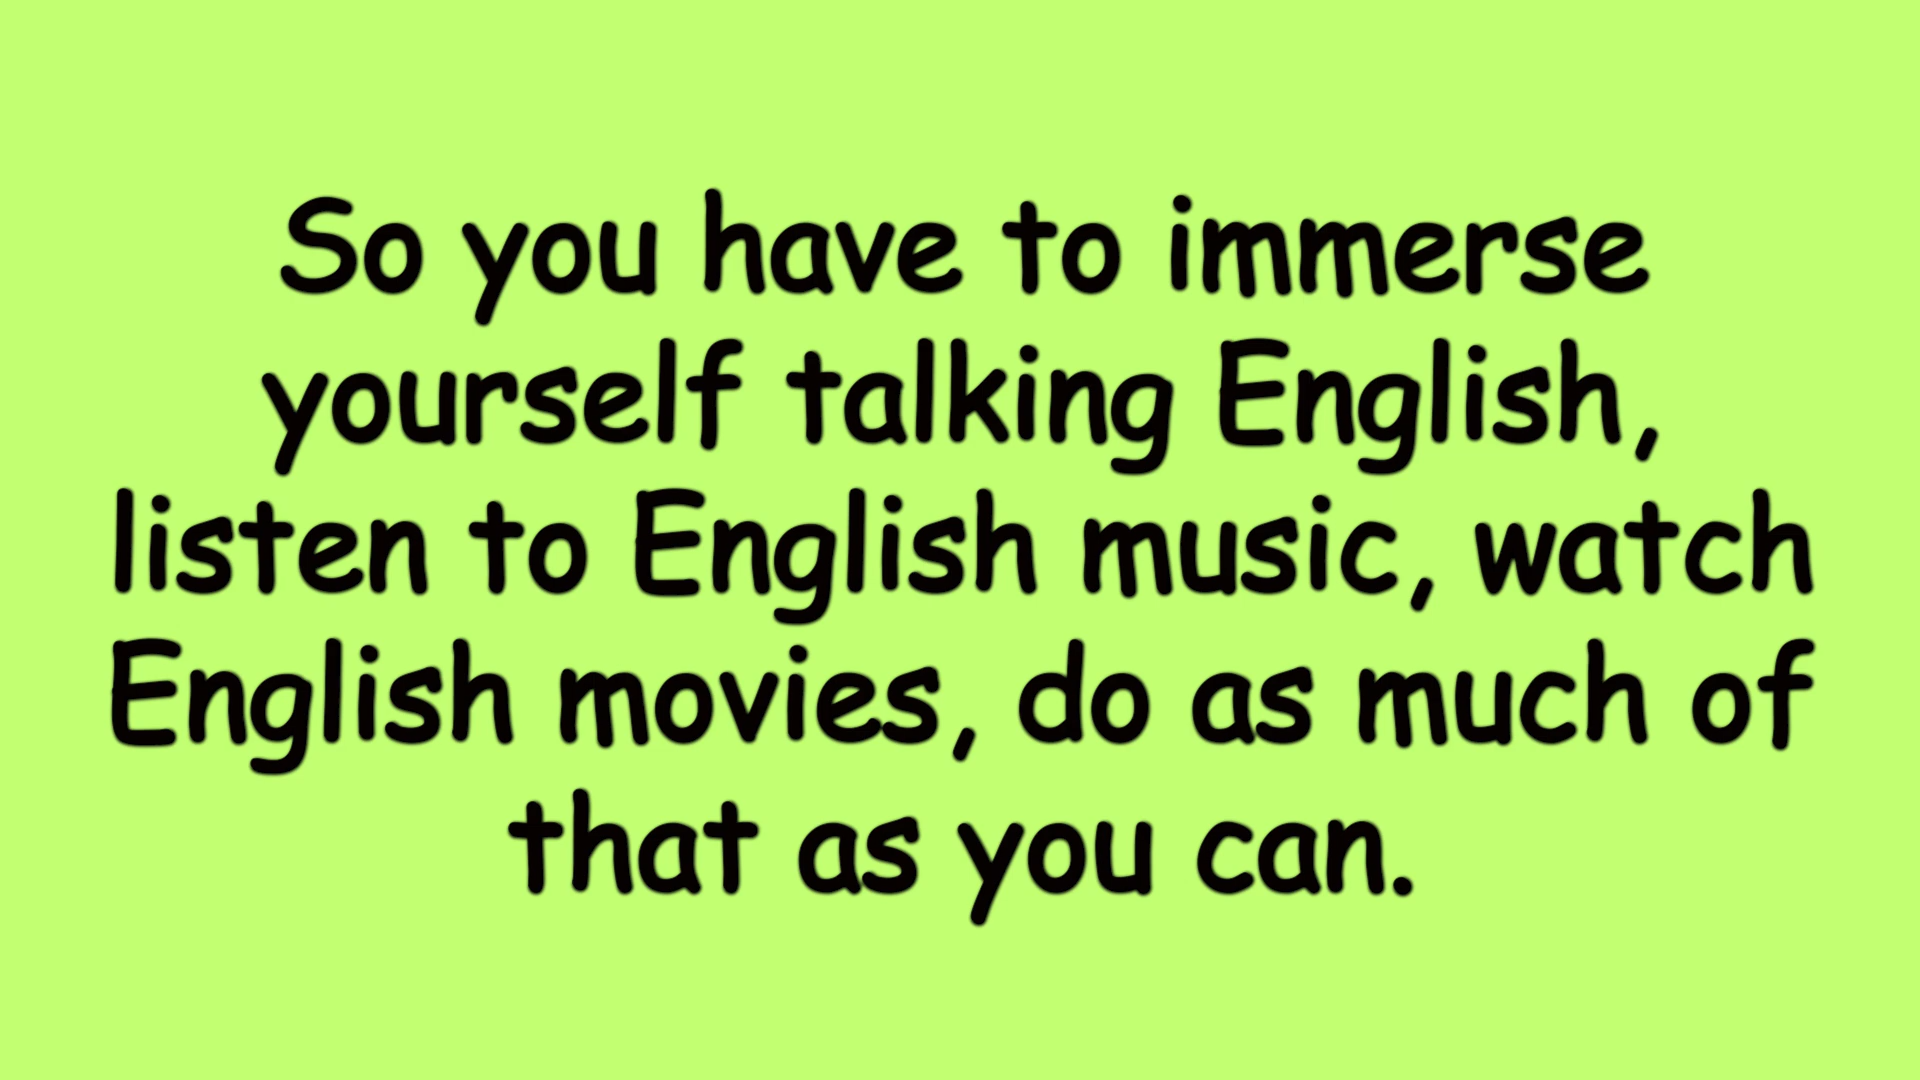 So you have to immerse
yourself talking English,
listen to English music, watch
English movies, do as much of
that as you can.